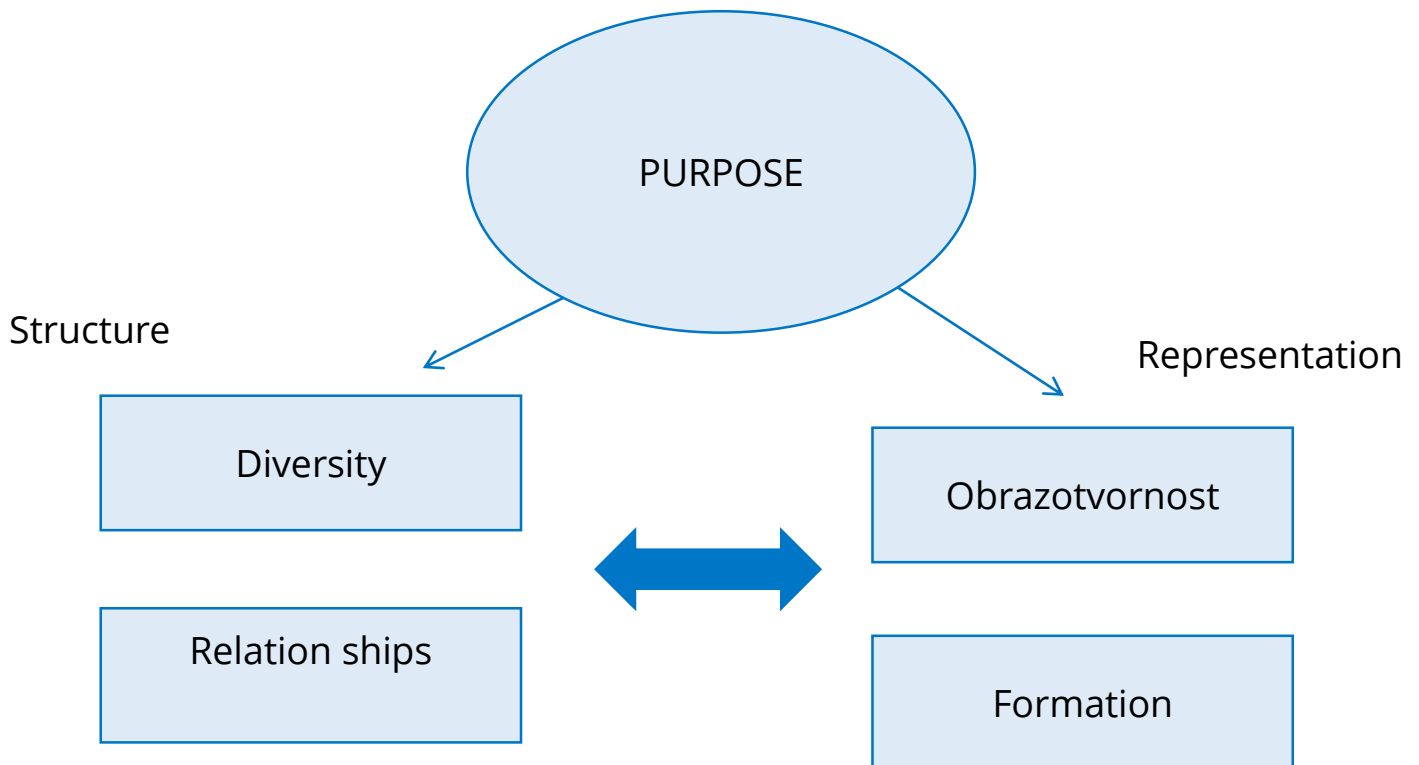 PURPOSE
Structure
Representation
Diversity
Obrazotvornost
Relation ships
Formation